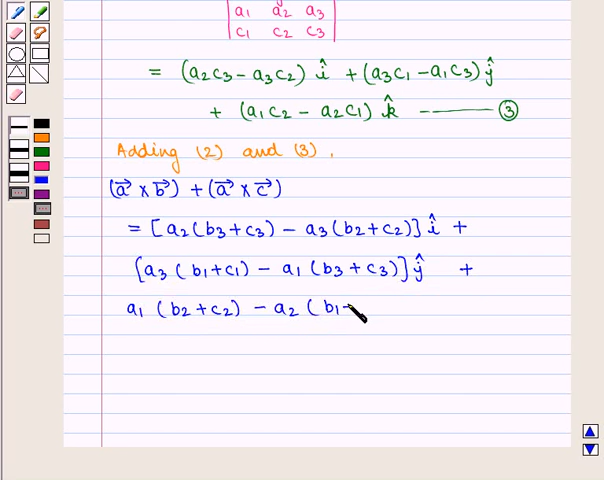 a₁ a₂ a₃
c₁ c₂ c₃
= (a₂c₃ – a₃c₂) î + (a₃c₁ – a₁c₃) ĵ
+ (a₁c₂ – a₂c₁) k̂ ——— ③
Adding (2) and (3).
(a⃗ × b⃗) + (a⃗ × c⃗)
= [a₂(b₃+c₃) – a₃(b₂+c₂)] î +
[a₃ (b₁+c₁) – a₁ (b₃+c₃)] ĵ +
a₁ (b₂+c₂) – a₂ (b₁